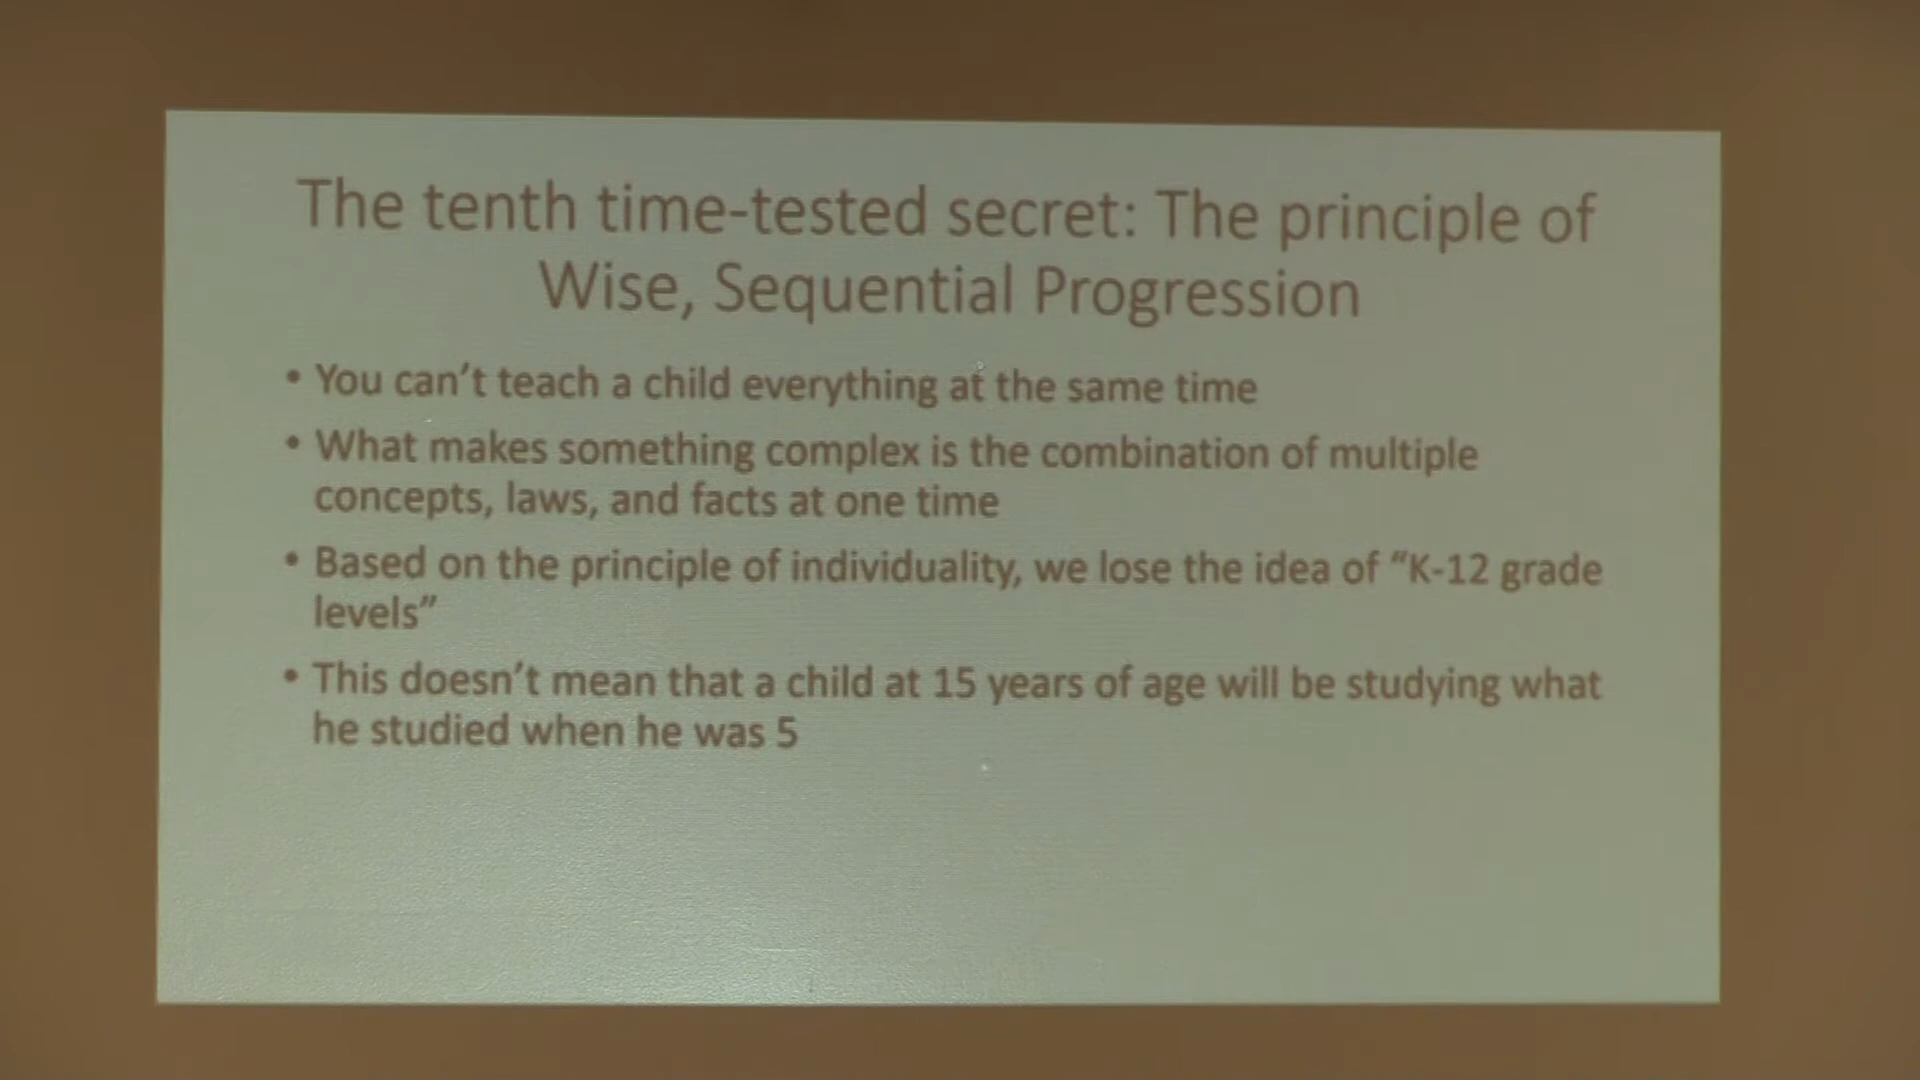 The tenth time-tested secret: The principle of
Wise, Sequential Progression
• You can't teach a child everything at the same time
• What makes something complex is the combination of multiple
concepts, laws, and facts at one time
• Based on the principle of individuality, we lose the idea of "K-12 grade
levels"
• This doesn't mean that a child at 15 years of age will be studying what
he studied when he was 5